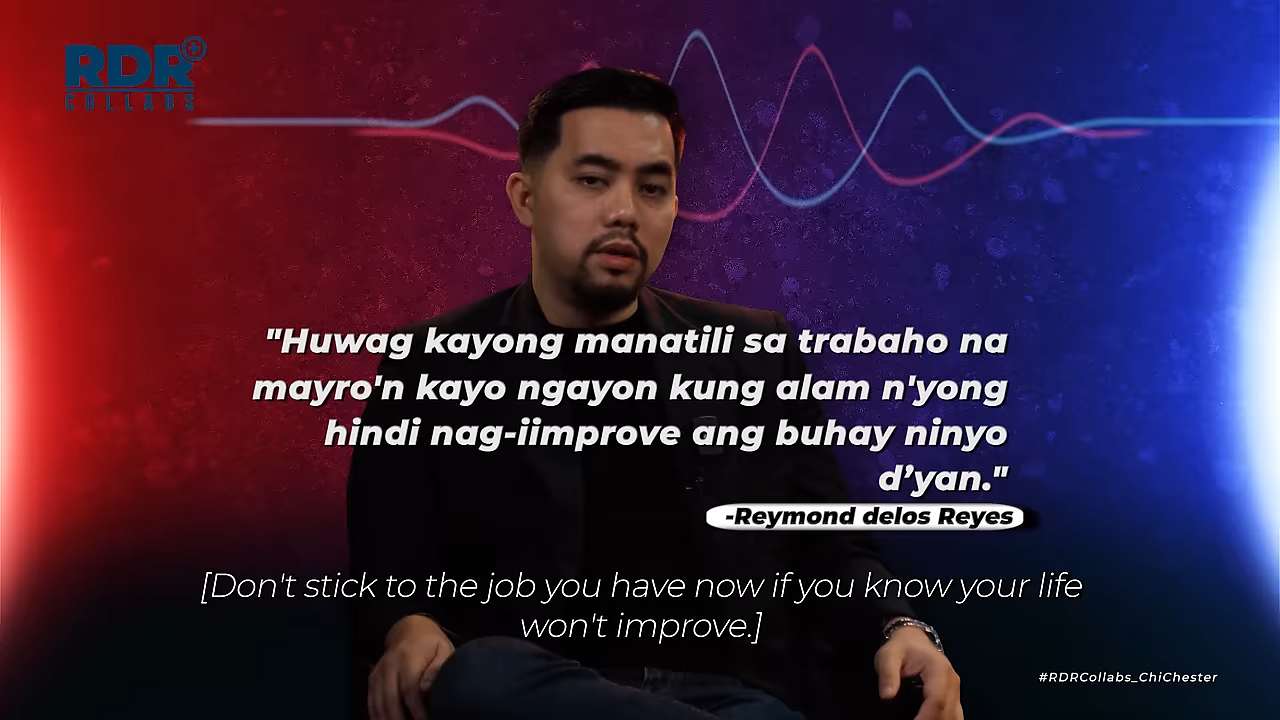 RDR
COLLABS
"Huwag kayong manatili sa trabaho na
mayro'n kayo ngayon kung alam n'yong
hindi nag-iimprove ang buhay ninyo
d’yan."
-Reymond delos Reyes
[Don't stick to the job you have now if you know your life
won't improve.]
#RDRCollabs_ChiChester